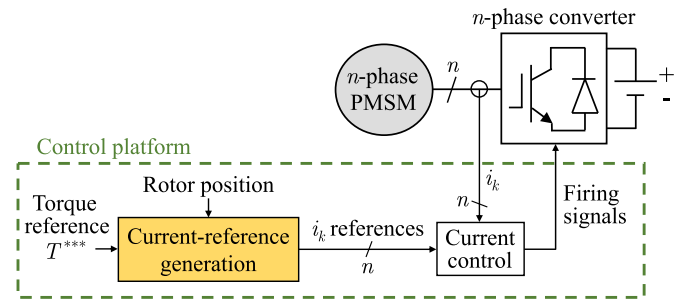 n-phase converter
n-phase
PMSM
n
+
-
Control platform
Rotor position
Torque
reference
T***
Current-reference
generation
i_k references
n
i_k
n
Current
control
Firing
signals